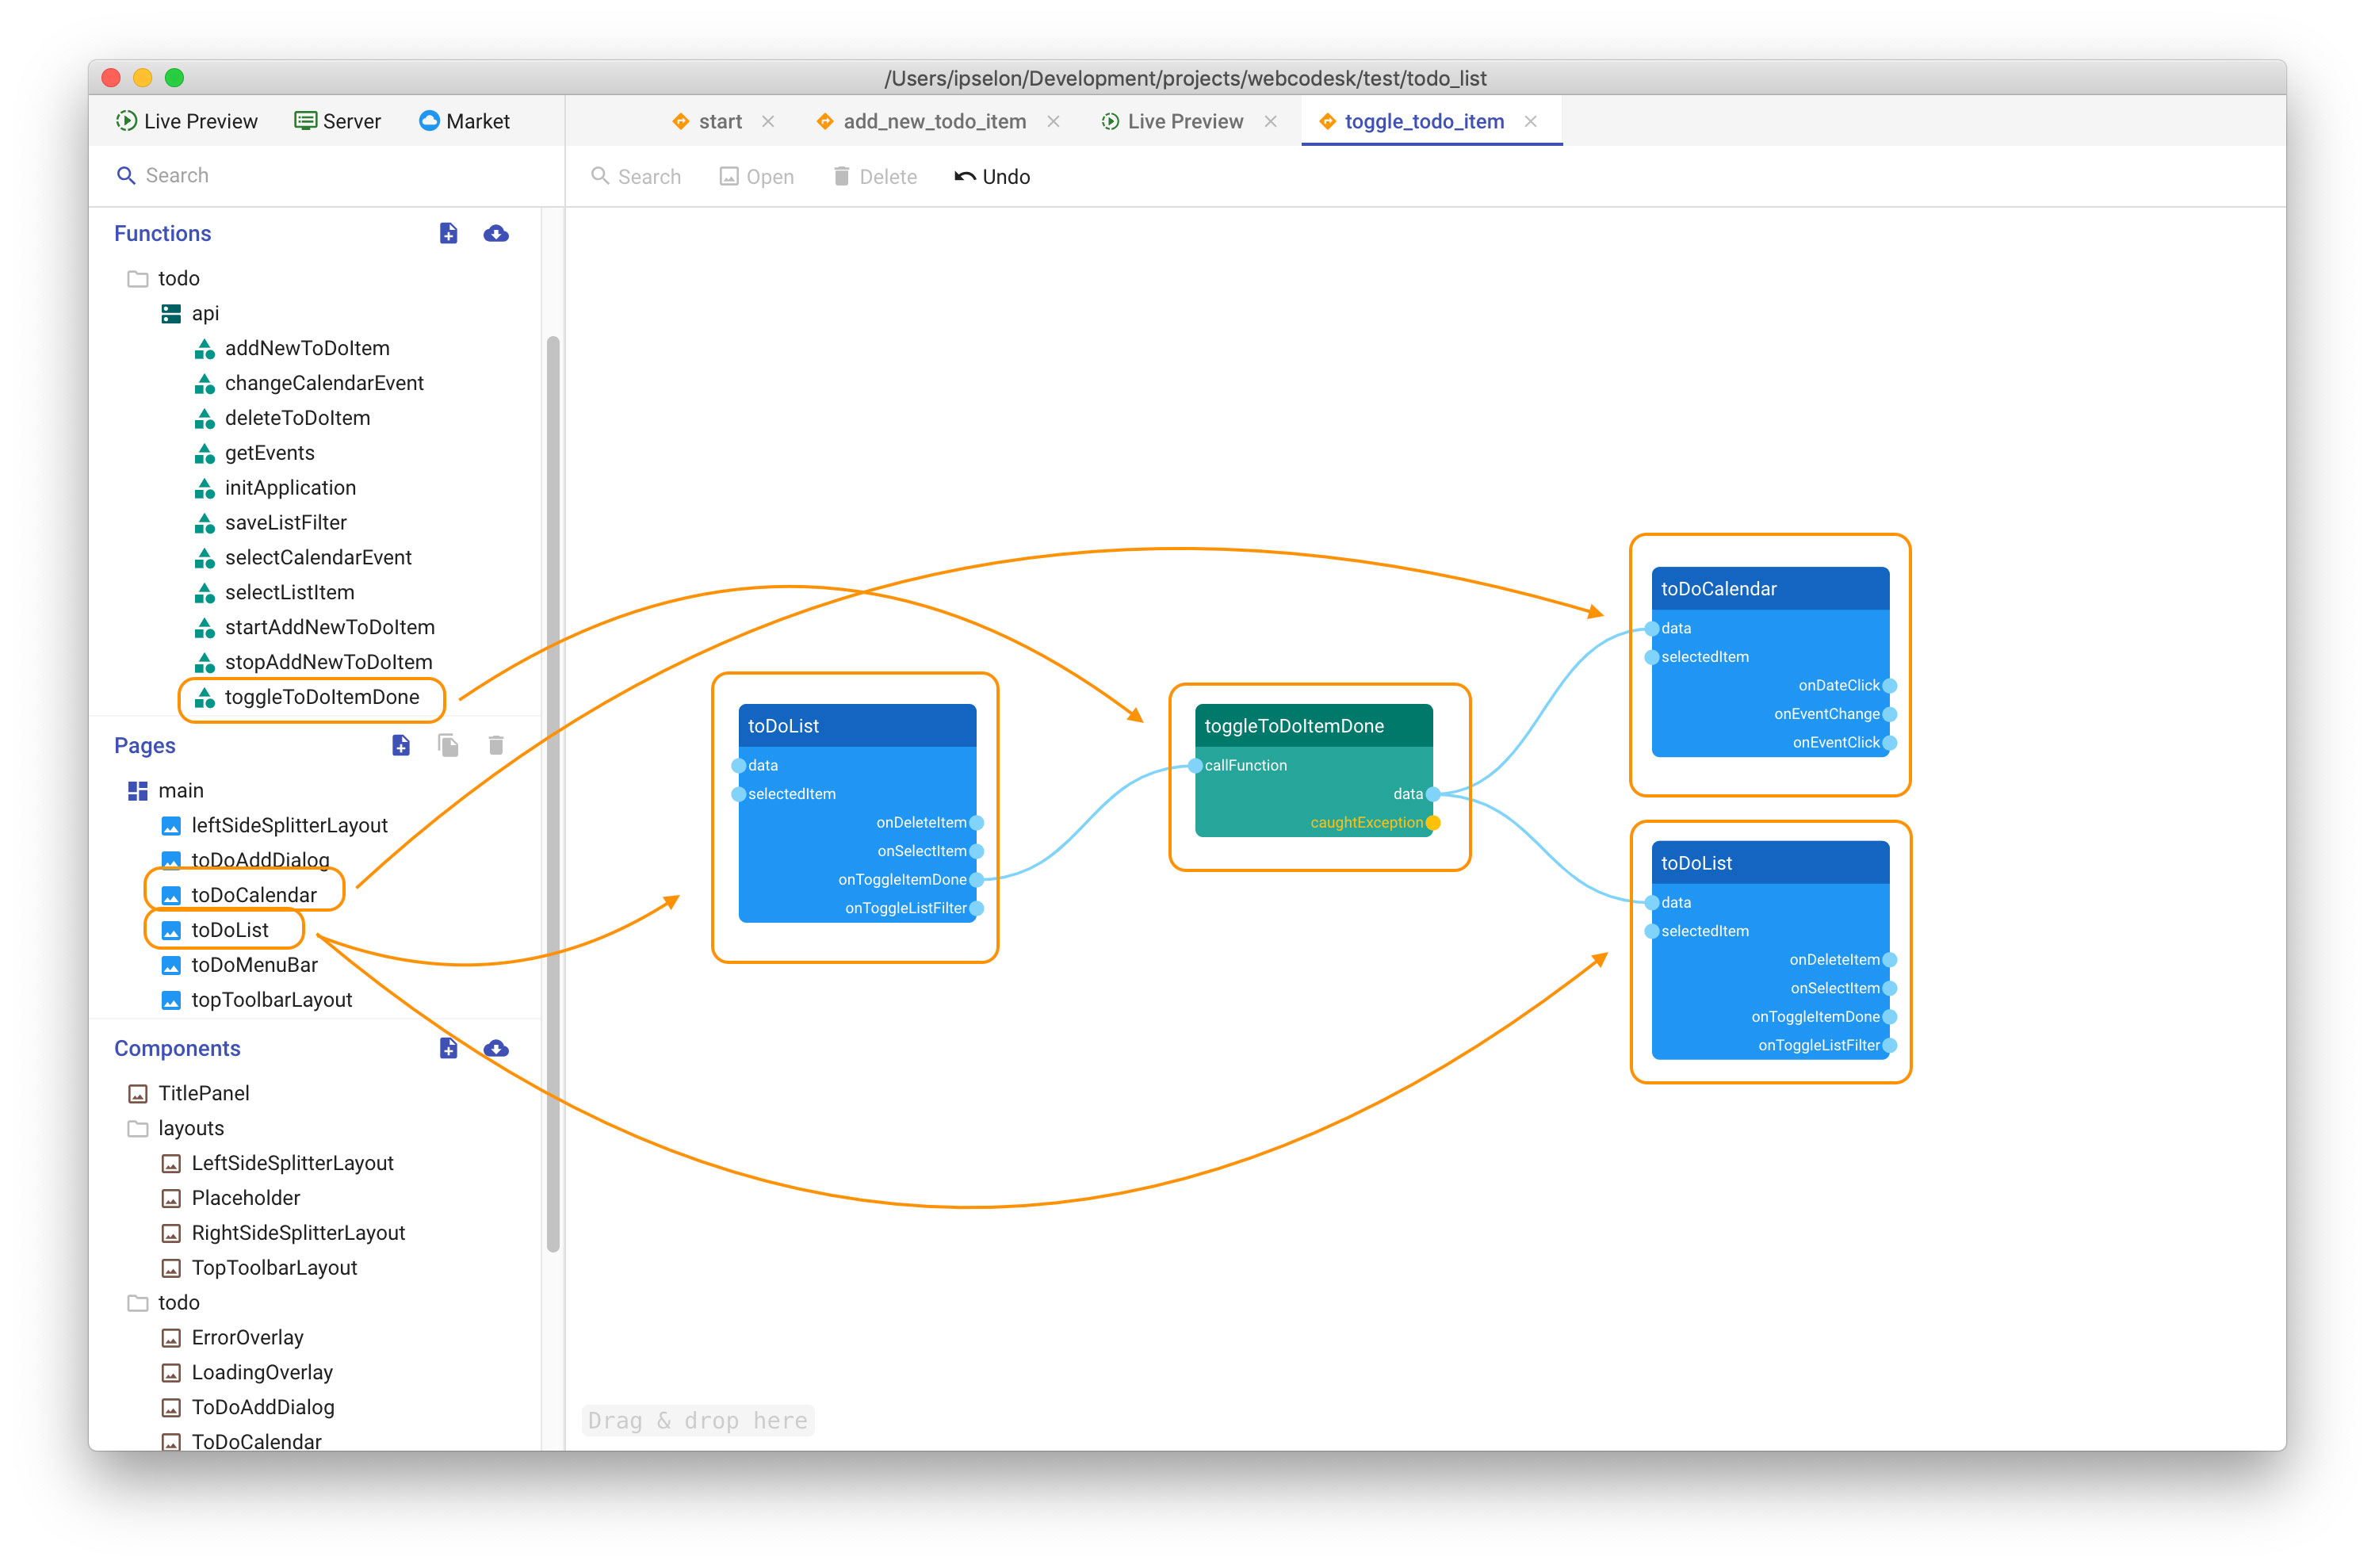 /Users/ipselon/Development/projects/webcodesk/test/todo_list
Live Preview Server Market
start add_new_todo_item Live Preview toggle_todo_item
Search
Search Open Delete Undo
Functions
todo
api
addNewToDoItem
changeCalendarEvent
deleteToDoItem
getEvents
initApplication
saveListFilter
selectCalendarEvent
selectListItem
startAddNewToDoItem
stopAddNewToDoItem
toggleToDoItemDone
Pages
main
leftSideSplitterLayout
toDoAddDialog
toDoCalendar
toDoList
toDoMenuBar
topToolbarLayout
Components
TitlePanel
layouts
LeftSideSplitterLayout
Placeholder
RightSideSplitterLayout
TopToolbarLayout
todo
ErrorOverlay
LoadingOverlay
ToDoAddDialog
ToDoCalendar
toDoList
data
selectedItem
onDeleteItem
onSelectItem
onToggleItemDone
onToggleListFilter
toggleToDoItemDone
callFunction
data
caughtException
toDoCalendar
data
selectedItem
onDateClick
onEventChange
onEventClick
toDoList
data
selectedItem
onDeleteItem
onSelectItem
onToggleItemDone
onToggleListFilter
Drag & drop here